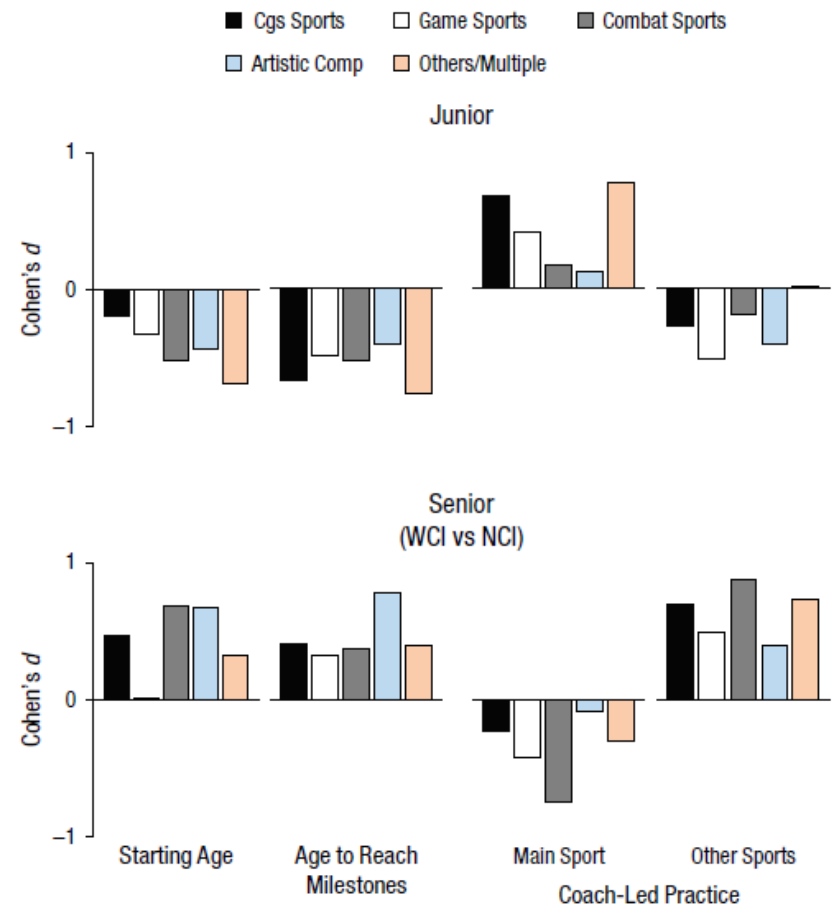 Cgs Sports
Game Sports
Combat Sports
Artistic Comp
Others/Multiple
Junior
1
Cohen's d
0
−1
Senior
(WCI vs NCI)
1
Cohen's d
0
−1
Starting Age
Age to Reach
Milestones
Main Sport
Other Sports
Coach-Led Practice